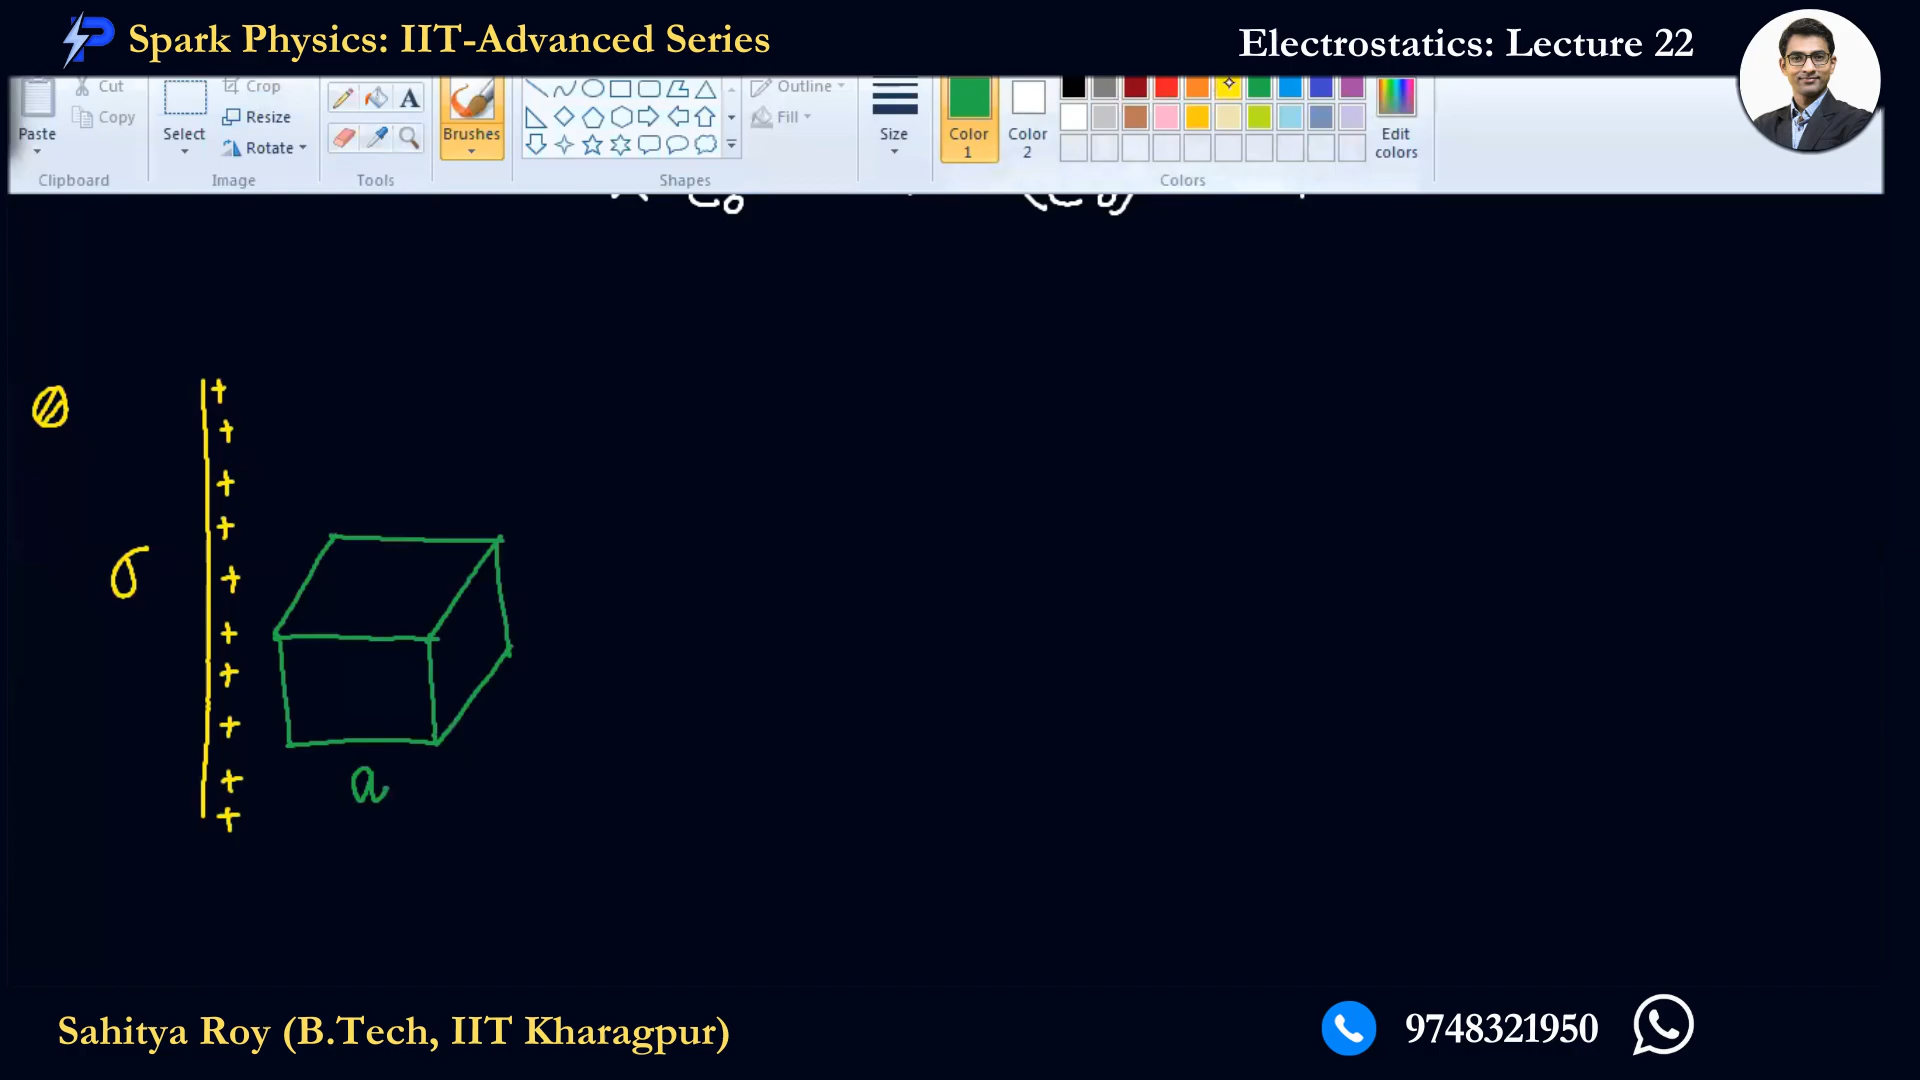 Spark Physics: IIT-Advanced Series
Electrostatics: Lecture 22
Cut
Copy
Paste
Clipboard
Select
Crop
Resize
Rotate
Image
A
Tools
Brushes
Outline
Fill
Shapes
Size
Color 1
Color 2
Edit colors
Colors
σ
+
+
+
+
+
+
+
+
+
+
a
Sahitya Roy (B.Tech, IIT Kharagpur)
9748321950